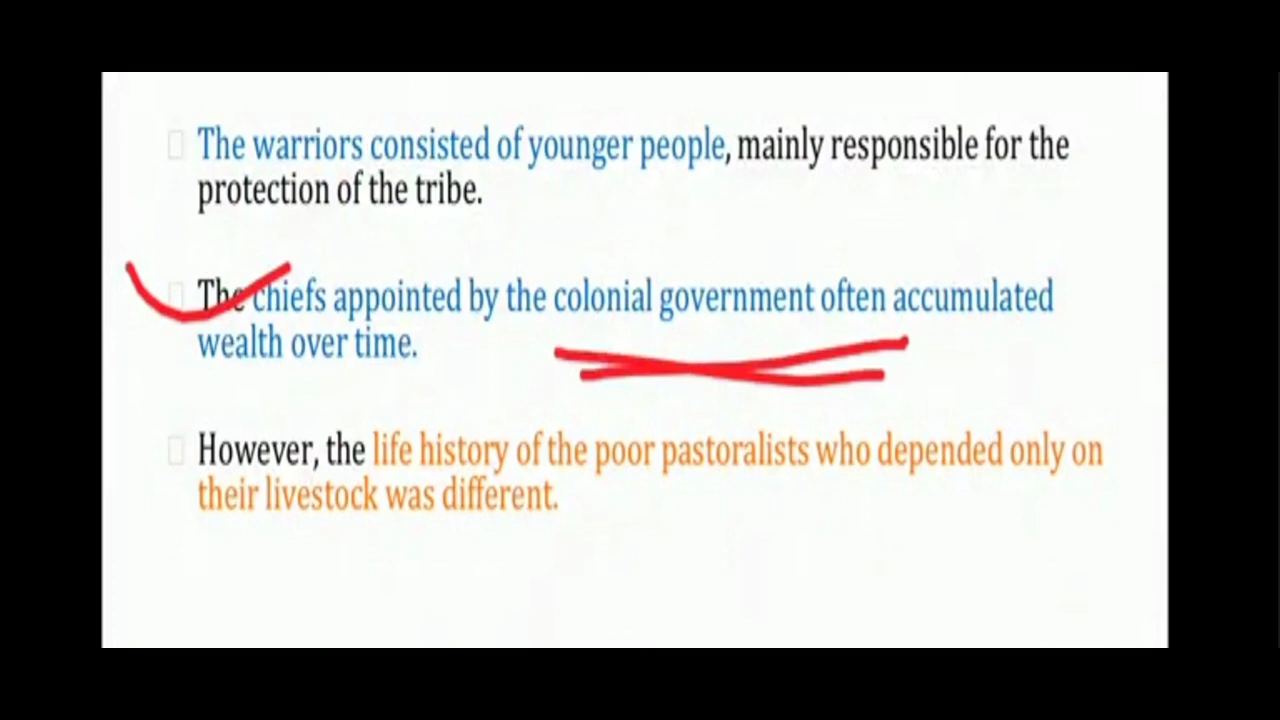 The warriors consisted of younger people, mainly responsible for the
protection of the tribe.
The chiefs appointed by the colonial government often accumulated
wealth over time.
However, the life history of the poor pastoralists who depended only on
their livestock was different.